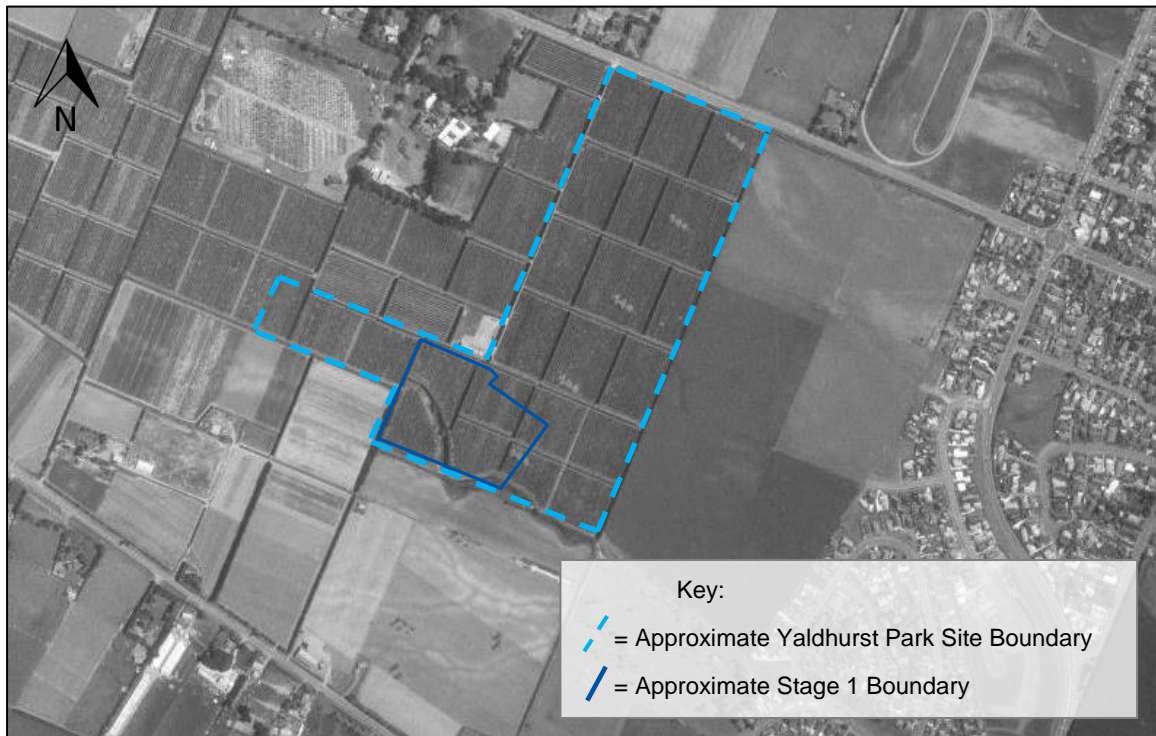 N
Key:
= Approximate Yaldhurst Park Site Boundary
= Approximate Stage 1 Boundary